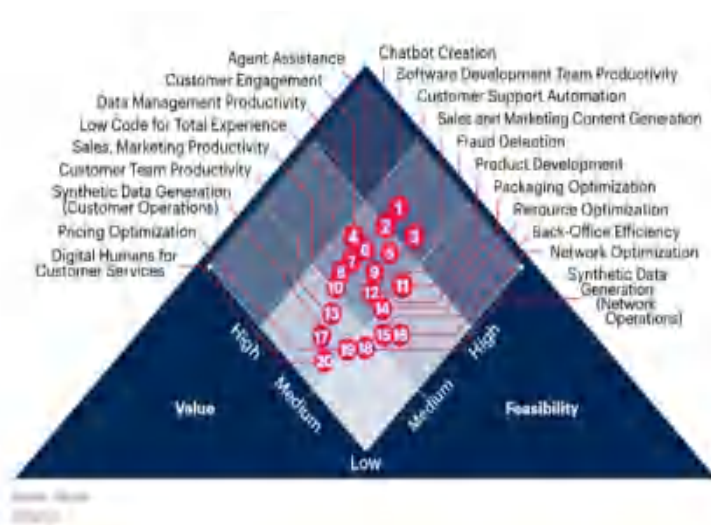 Agent Assistance
Customer Engagement
Data Management Productivity
Low Code for Total Experience
Sales, Marketing Productivity
Customer Team Productivity
Synthetic Data Generation
(Customer Operations)
Pricing Optimization
Digital Humans for
Customer Services
Chatbot Creation
Software Development Team Productivity
Customer Support Automation
Sales and Marketing Content Generation
Fraud Detection
Product Development
Packaging Optimization
Resource Optimization
Back-Office Efficiency
Network Optimization
Synthetic Data
Generation
(Network
Operations)
1
2
3
4
5
6
7
8
9
10
11
12
13
14
15 16
17
19 18
20
High
Medium
Low
Medium
High
Value
Feasibility